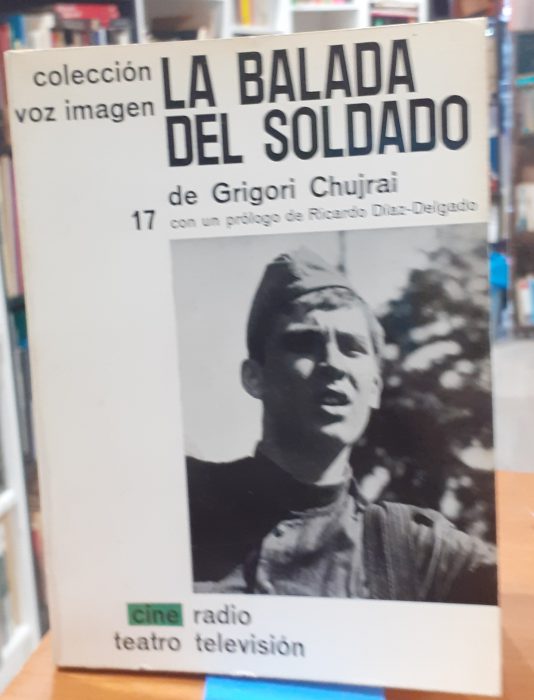 colección
voz imagen
LA BALADA
DEL SOLDADO
de Grigori Chujrai
17 con un prólogo de Ricardo Díaz-Delgado
cine radio
teatro televisión